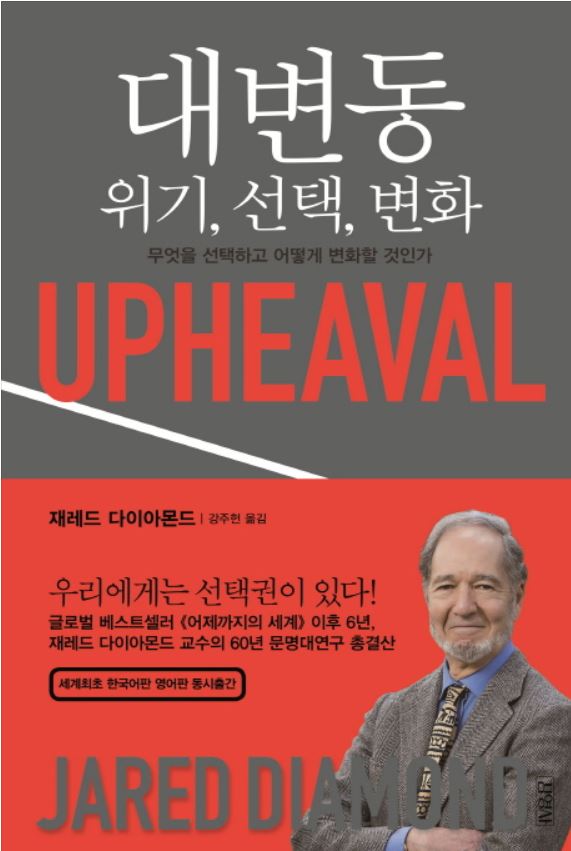 대변동
위기, 선택, 변화
무엇을 선택하고 어떻게 변화할 것인가
UPHEAVAL
재레드 다이아몬드 | 강주헌 옮김
우리에게는 선택권이 있다!
글로벌 베스트셀러 《어제까지의 세계》 이후 6년,
재레드 다이아몬드 교수의 60년 문명대연구 총결산
세계최초 한국어판 영어판 동시출간
JARED DIAMOND
김영사